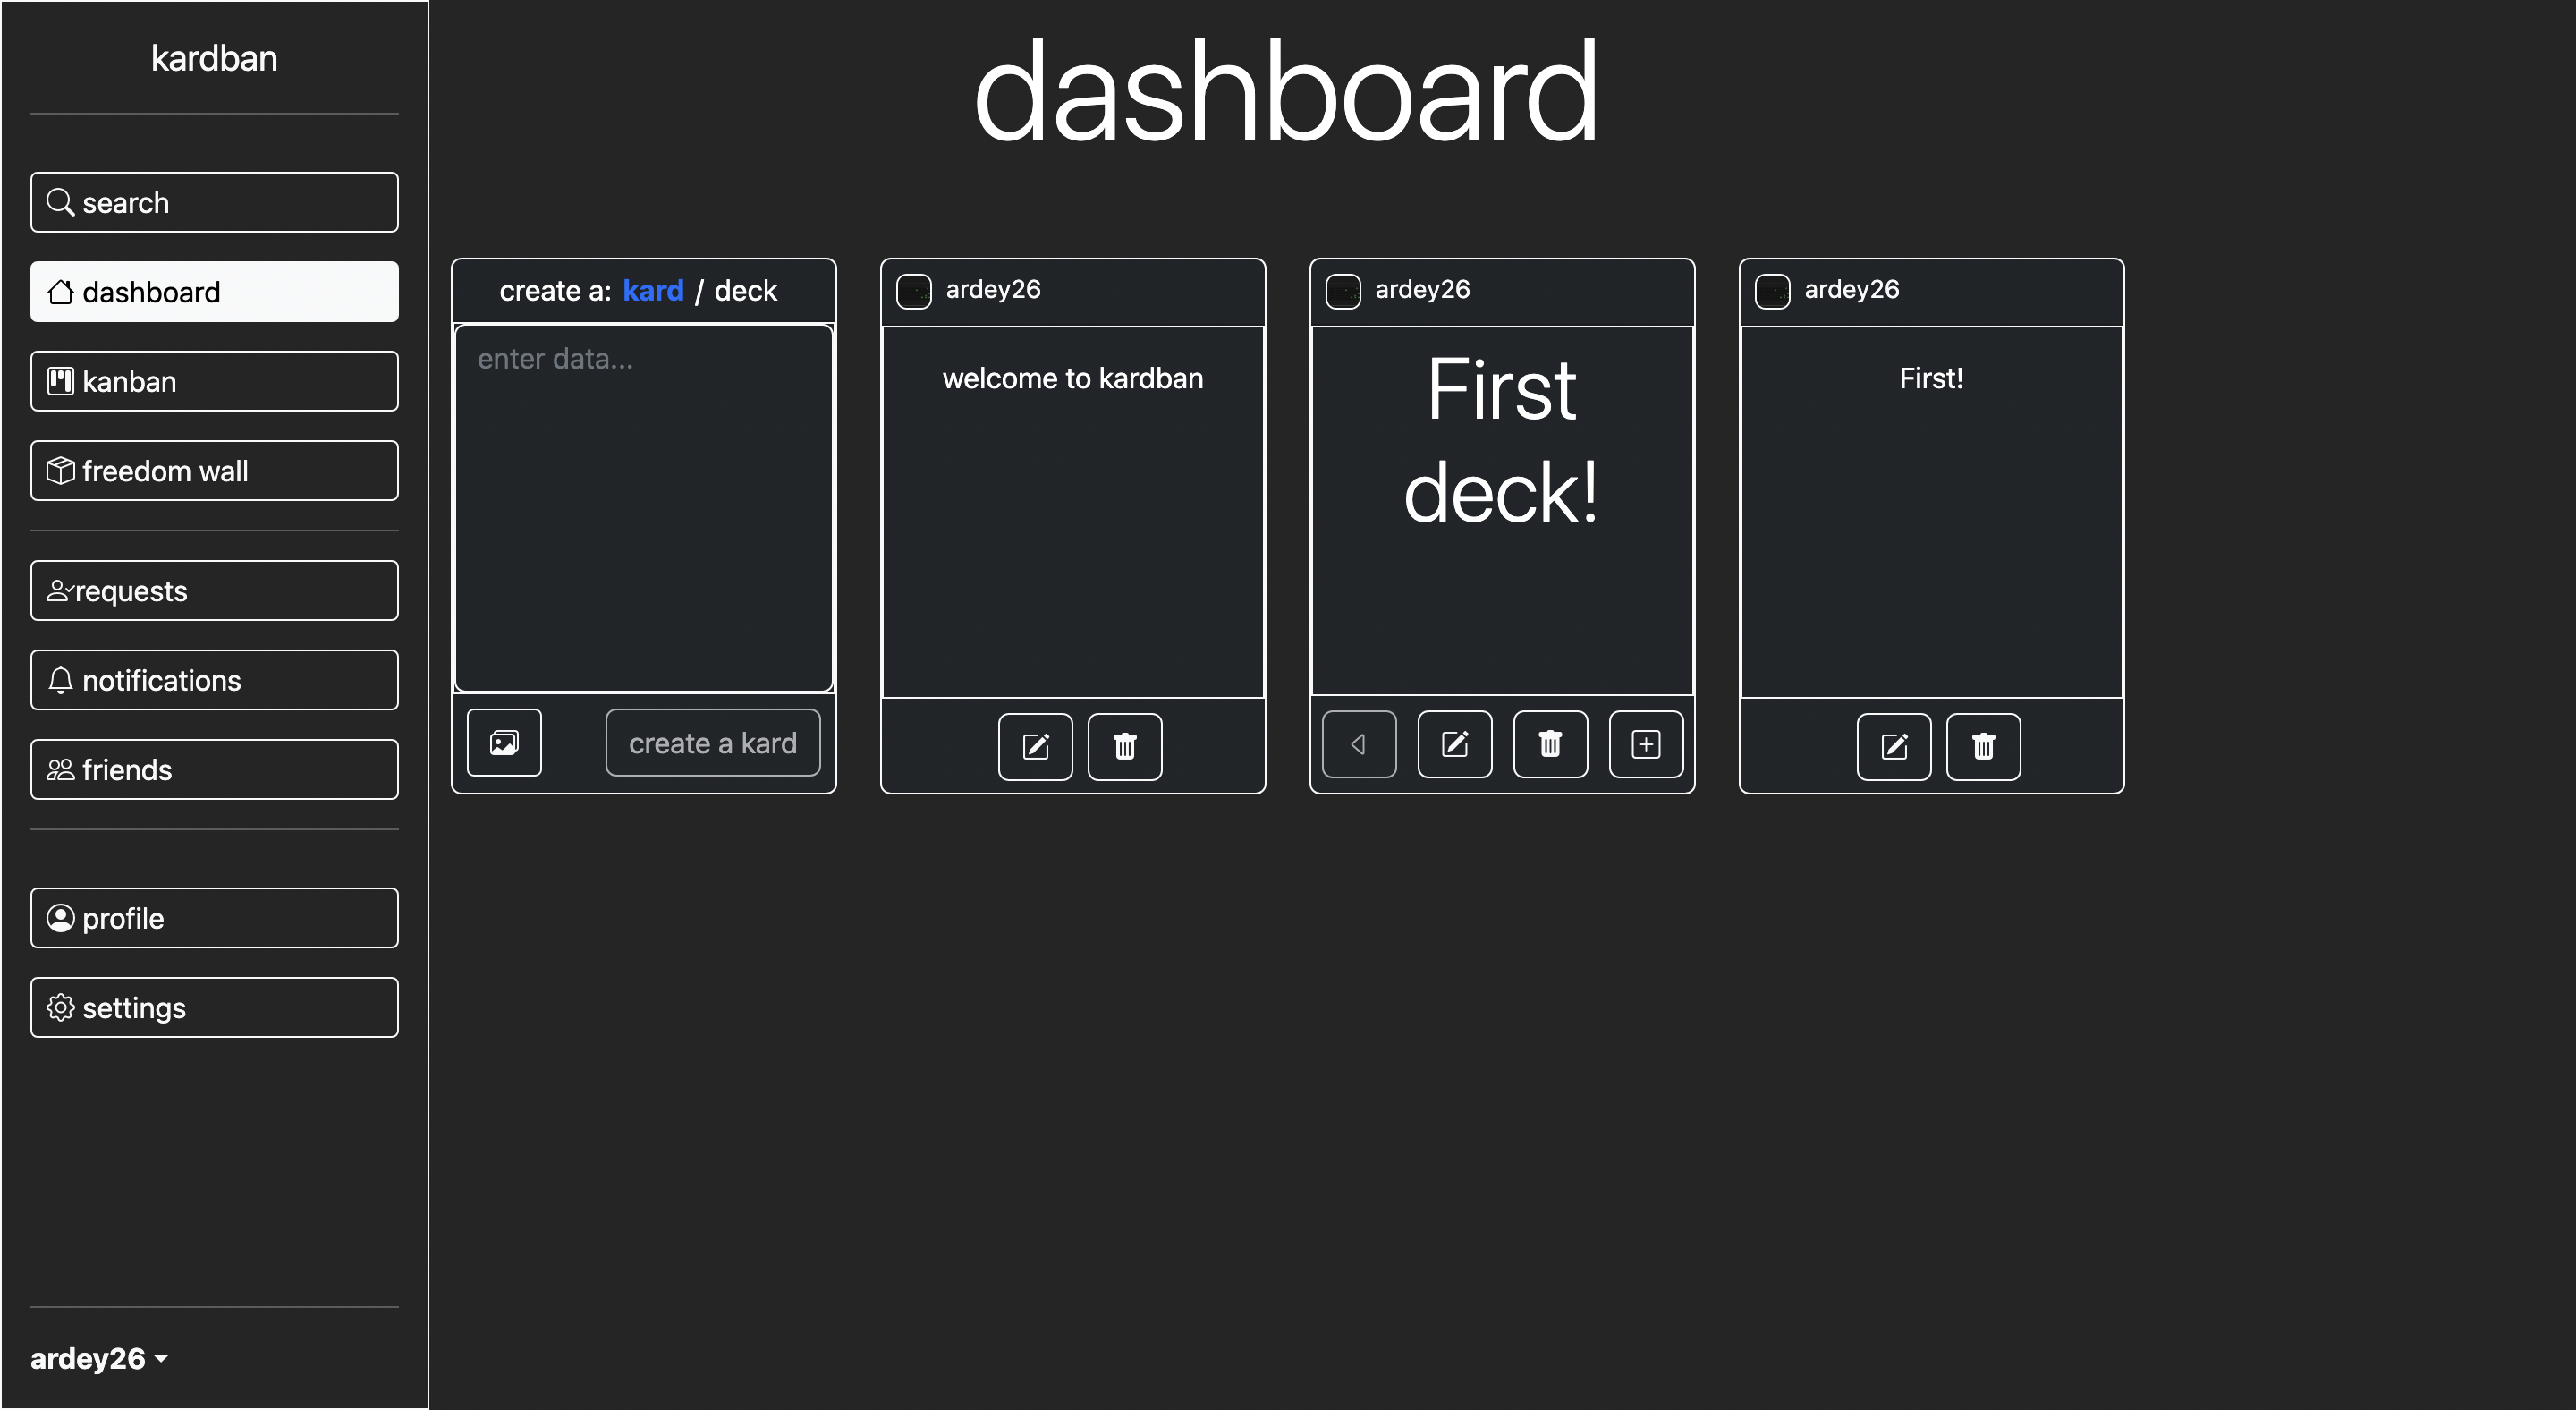 kardban
search
dashboard
kanban
freedom wall
requests
notifications
friends
profile
settings
ardey26
dashboard
create a: kard / deck
enter data...
create a kard
ardey26
welcome to kardban
ardey26
First
deck!
ardey26
First!